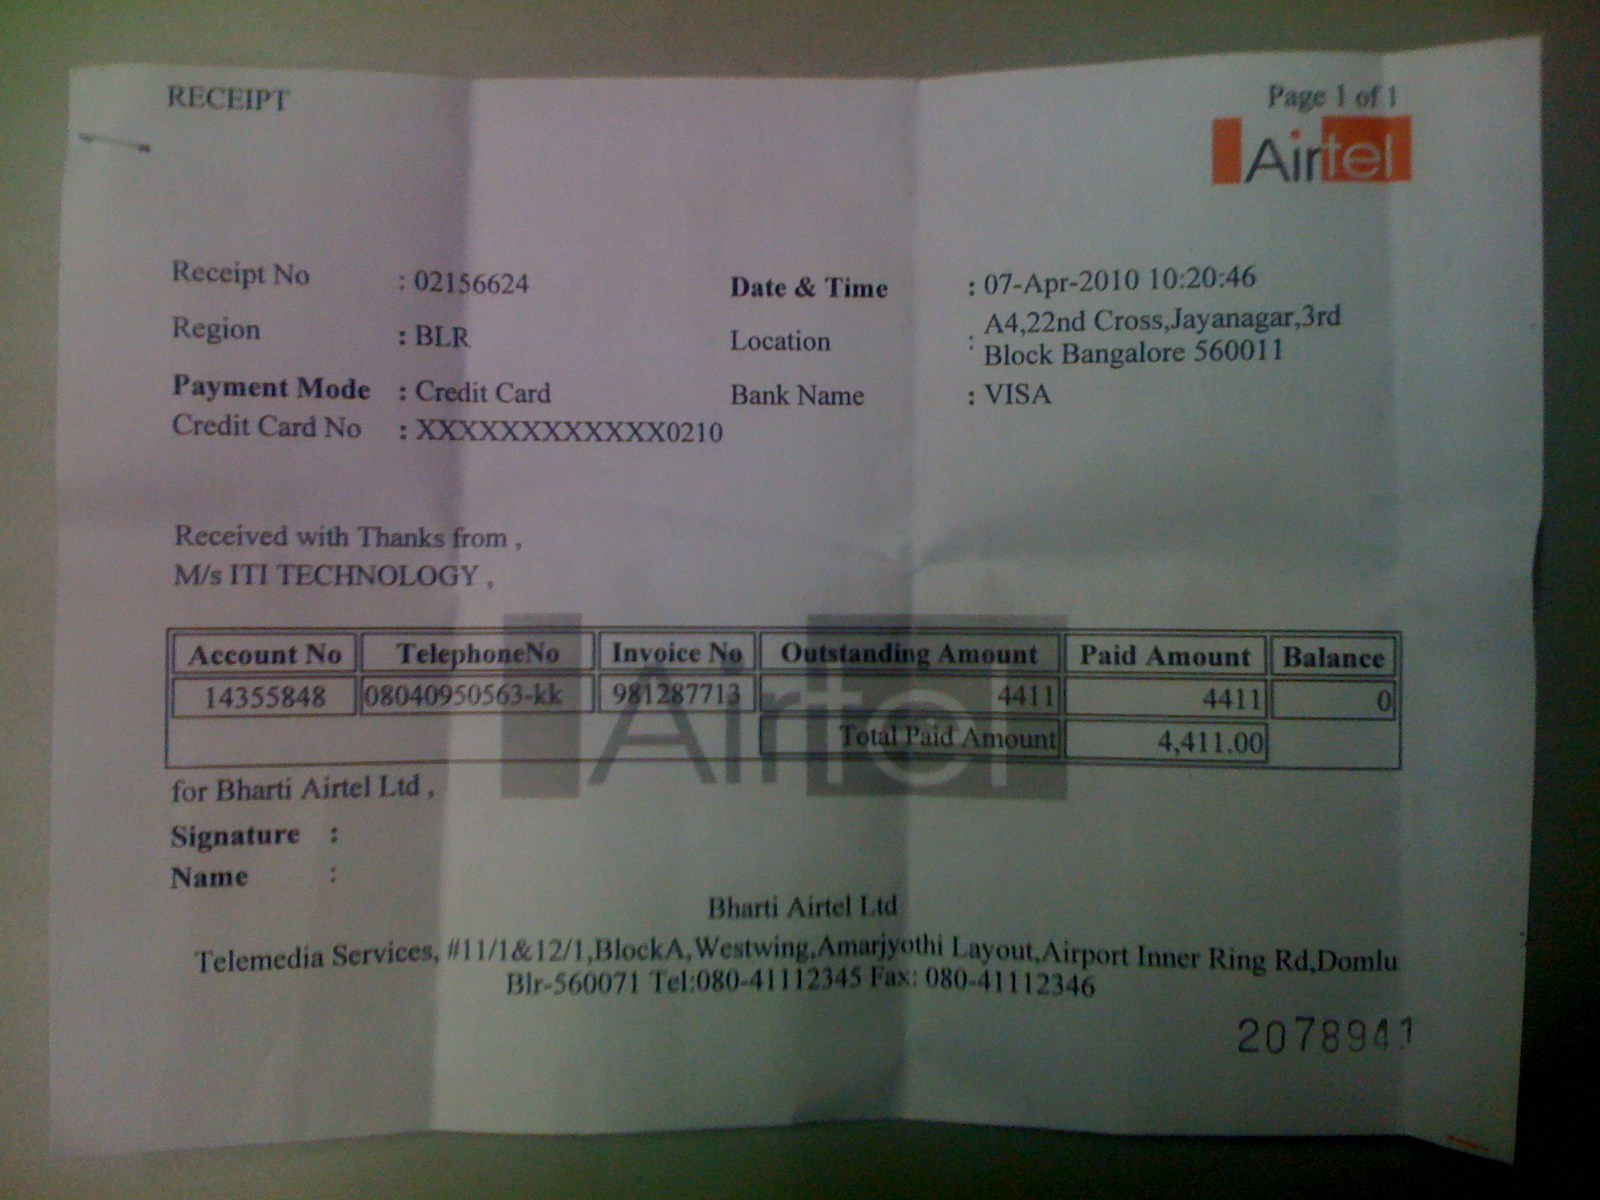 Page 1 of 1
RECEIPT
Airtel
Receipt No : 02156624 Date & Time : 07-Apr-2010 10:20:46
Region : BLR Location : A4,22nd Cross,Jayanagar,3rd
Block Bangalore 560011
Payment Mode : Credit Card Bank Name : VISA
Credit Card No : XXXXXXXXXXXX0210
Received with Thanks from ,
M/s ITI TECHNOLOGY ,
Account No TelephoneNo Invoice No Outstanding Amount Paid Amount Balance
14355848 08040950563-kk 981287713 4411 4411 0
Total Paid Amount 4,411.00
Airtel
for Bharti Airtel Ltd ,
Signature :
Name :
Bharti Airtel Ltd
Telemedia Services, #11/1&12/1,BlockA,Westwing,Amarjyothi Layout,Airport Inner Ring Rd,Domlu
Blr-560071 Tel:080-41112345 Fax: 080-41112346
2078947